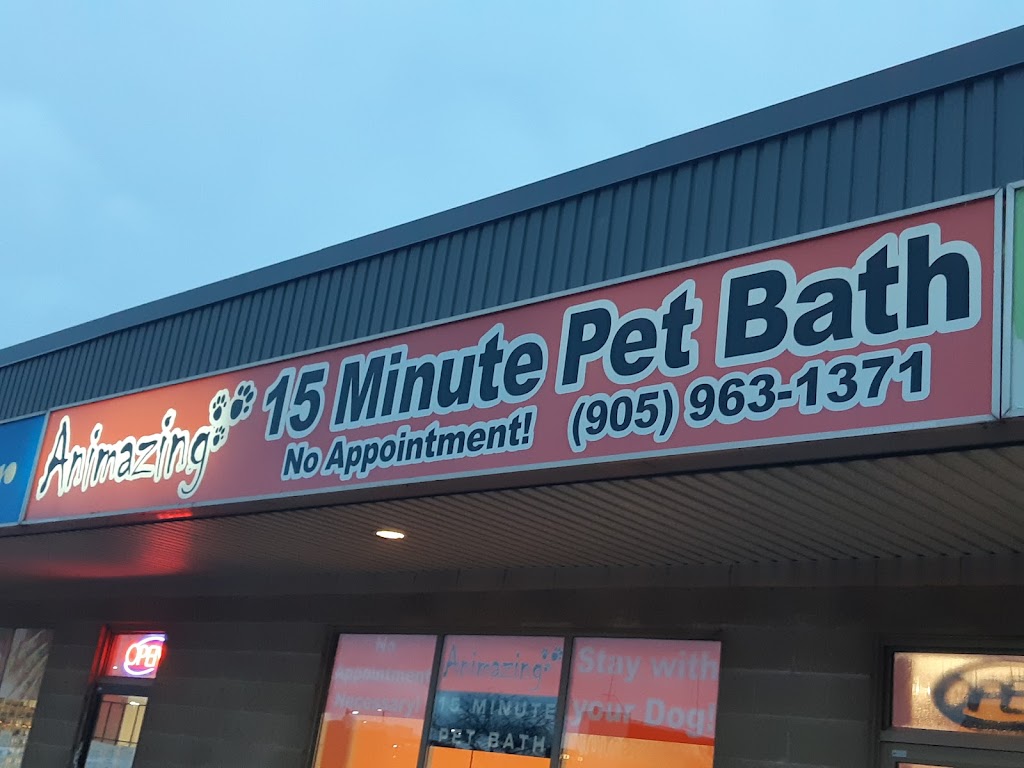 Animazing
15 Minute Pet Bath
No Appointment! (905) 963-1371
OPEN
No
Appointment
Necessary!
Animazing
15 MINUTE
PET BATH
Stay with
your Dog!